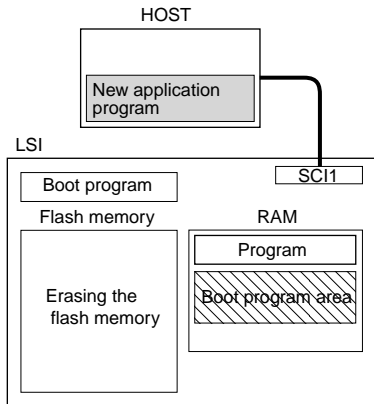 HOST
New application
program
LSI
SCI1
Boot program
Flash memory
RAM
Program
Boot program area
Erasing the
flash memory